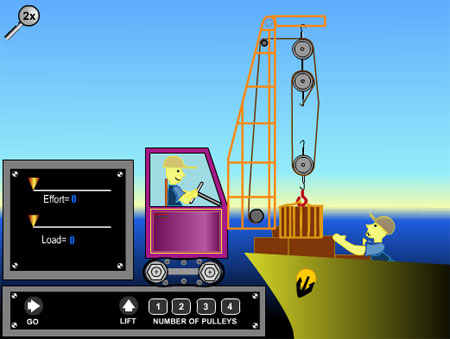 2x
Effort= 0
Load= 0
GO
LIFT
1 2 3 4
NUMBER OF PULLEYS